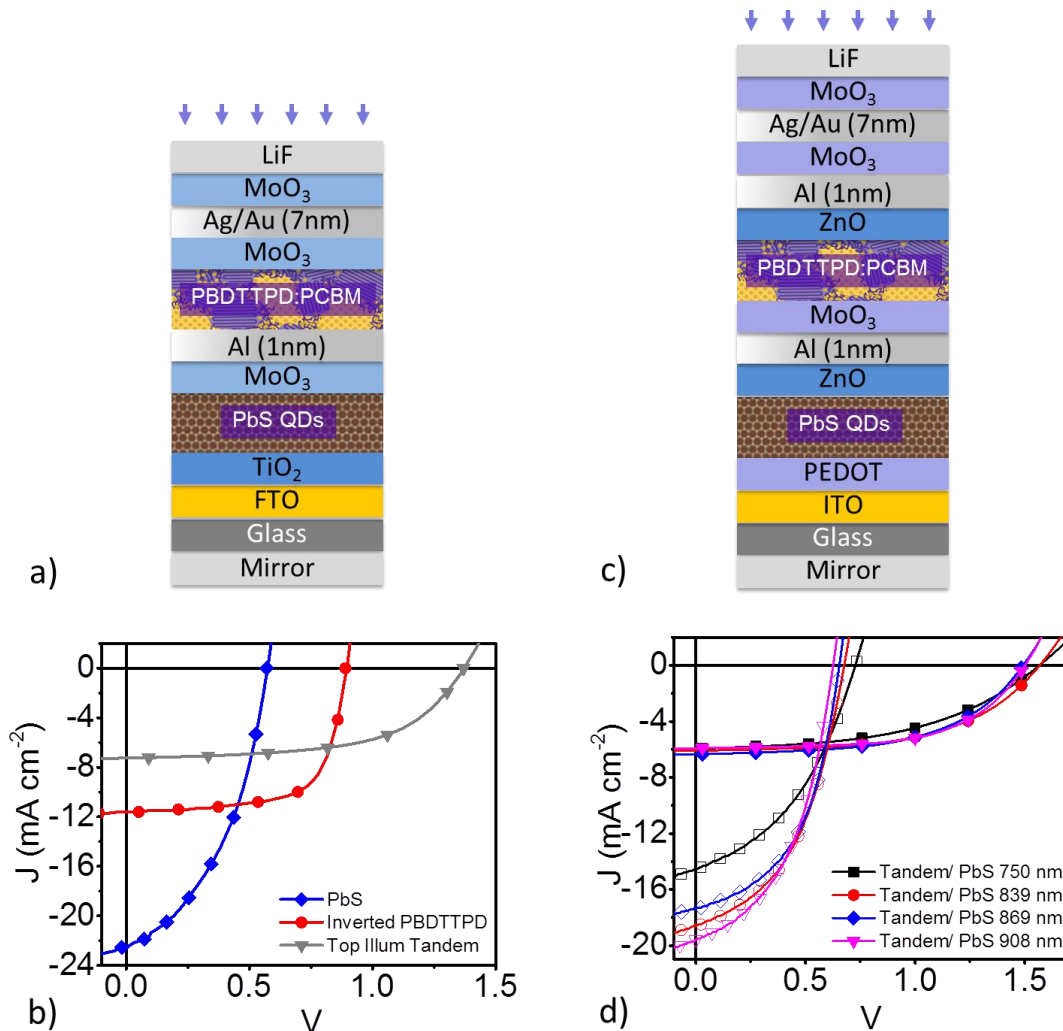 LiF
MoO3
Ag/Au (7nm)
MoO3
PBDTTPD:PCBM
Al (1nm)
MoO3
PbS QDs
TiO2
FTO
Glass
Mirror
a)
LiF
MoO3
Ag/Au (7nm)
MoO3
Al (1nm)
ZnO
PBDTTPD:PCBM
MoO3
Al (1nm)
ZnO
PbS QDs
PEDOT
ITO
Glass
Mirror
c)
0
-4
-8
-12
-16
-20
-24
J (mA cm-2)
PbS
Inverted PBDTTPD
Top Illum Tandem
0.0 0.5 1.0 1.5
V
b)
0
-4
-8
-12
-16
-20
J (mA cm-2)
Tandem/ PbS 750 nm
Tandem/ PbS 839 nm
Tandem/ PbS 869 nm
Tandem/ PbS 908 nm
0.0 0.5 1.0 1.5
V
d)